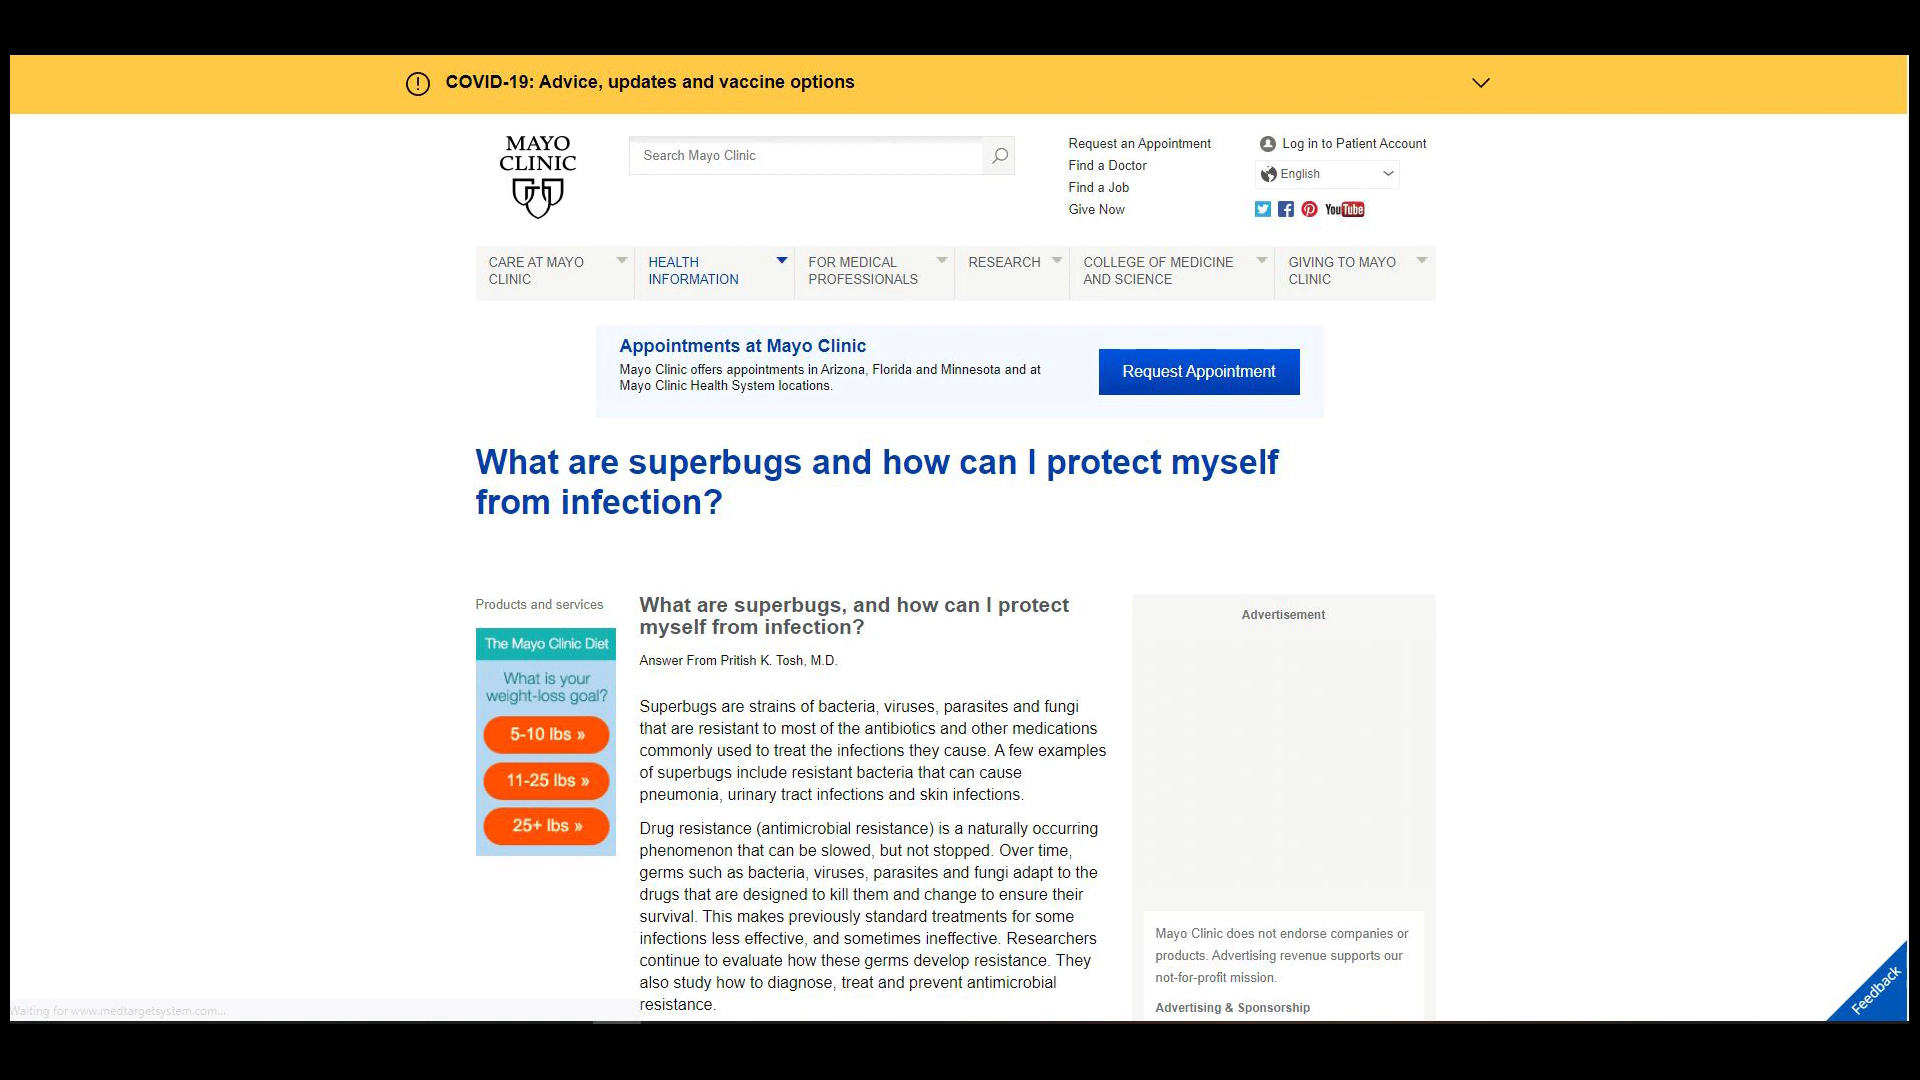 COVID-19: Advice, updates and vaccine options
MAYO
CLINIC
Search Mayo Clinic
Request an Appointment
Find a Doctor
Find a Job
Give Now
Log in to Patient Account
English
You Tube
CARE AT MAYO
CLINIC
HEALTH
INFORMATION
FOR MEDICAL
PROFESSIONALS
RESEARCH
COLLEGE OF MEDICINE
AND SCIENCE
GIVING TO MAYO
CLINIC
Appointments at Mayo Clinic
Mayo Clinic offers appointments in Arizona, Florida and Minnesota and at
Mayo Clinic Health System locations.
Request Appointment
What are superbugs and how can I protect myself
from infection?
Products and services
The Mayo Clinic Diet
What is your
weight-loss goal?
5-10 lbs »
11-25 lbs »
25+ lbs »
What are superbugs, and how can I protect
myself from infection?
Answer From Pritish K. Tosh, M.D.
Superbugs are strains of bacteria, viruses, parasites and fungi
that are resistant to most of the antibiotics and other medications
commonly used to treat the infections they cause. A few examples
of superbugs include resistant bacteria that can cause
pneumonia, urinary tract infections and skin infections.
Drug resistance (antimicrobial resistance) is a naturally occurring
phenomenon that can be slowed, but not stopped. Over time,
germs such as bacteria, viruses, parasites and fungi adapt to the
drugs that are designed to kill them and change to ensure their
survival. This makes previously standard treatments for some
infections less effective, and sometimes ineffective. Researchers
continue to evaluate how these germs develop resistance. They
also study how to diagnose, treat and prevent antimicrobial
resistance.
Advertisement
Mayo Clinic does not endorse companies or
products. Advertising revenue supports our
not-for-profit mission.
Advertising & Sponsorship
Feedback
Waiting for www.medtargetsystem.com...